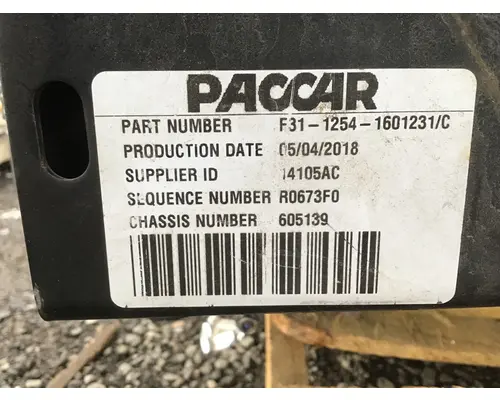 PACCAR
PART NUMBER F31-1254-1601231/C
PRODUCTION DATE 05/04/2018
SUPPLIER ID 14105AC
SEQUENCE NUMBER R0673F0
CHASSIS NUMBER 605139